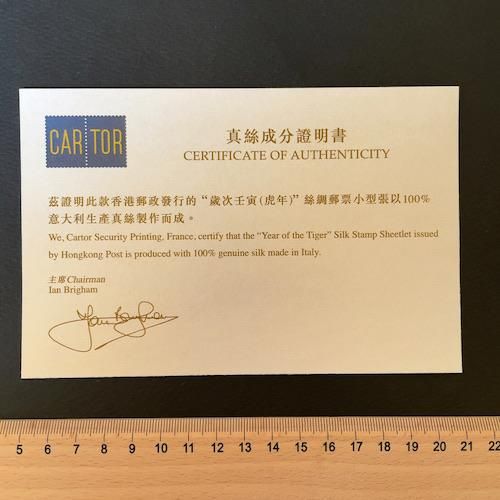 CARTOR
真絲成分證明書
CERTIFICATE OF AUTHENTICITY
茲證明此款香港郵政發行的“歲次壬寅(虎年)”絲綢郵票小型張以100%
意大利生產真絲製作而成。
We, Cartor Security Printing, France, certify that the “Year of the Tiger” Silk Stamp Sheetlet issued
by Hongkong Post is produced with 100% genuine silk made in Italy.
主席 Chairman
Ian Brigham
5 6 7 8 9 10 11 12 13 14 15 16 17 18 19 20 21 22